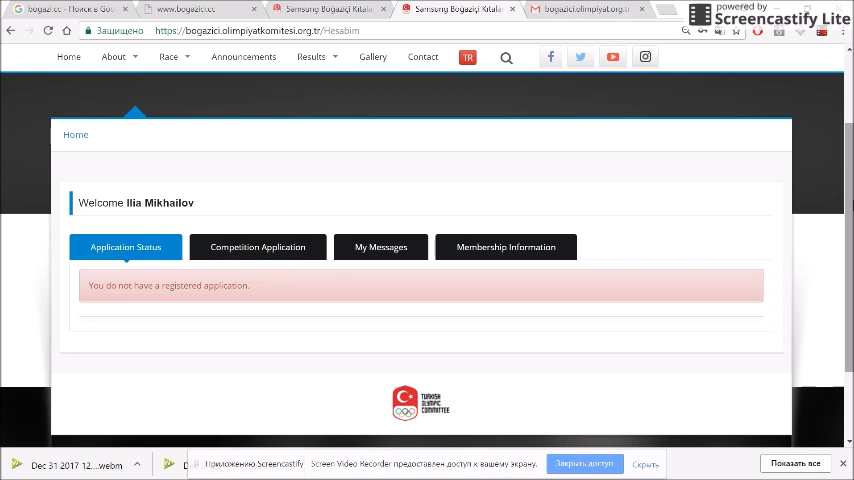 bogazi.cc - Поиск в Goo
www.bogazici.cc
Samsung Boğaziçi Kıtala
Samsung Boğaziçi Kıtala
bogazici.olimpiyat.org.tr
powered by
Screencastify Lite
Защищено
https://bogazici.olimpiyatkomitesi.org.tr/Hesabim
Home
About
Race
Announcements
Results
Gallery
Contact
TR
Home
Welcome Ilia Mikhailov
Application Status
Competition Application
My Messages
Membership Information
You do not have a registered application.
TURKISH
OLYMPIC
COMMITTEE
Dec 31 2017 12....webm
Приложению Screencastify
Screen Video Recorder предоставлен доступ к вашему экрану.
Закрыть доступ
Скрыть
Показать все